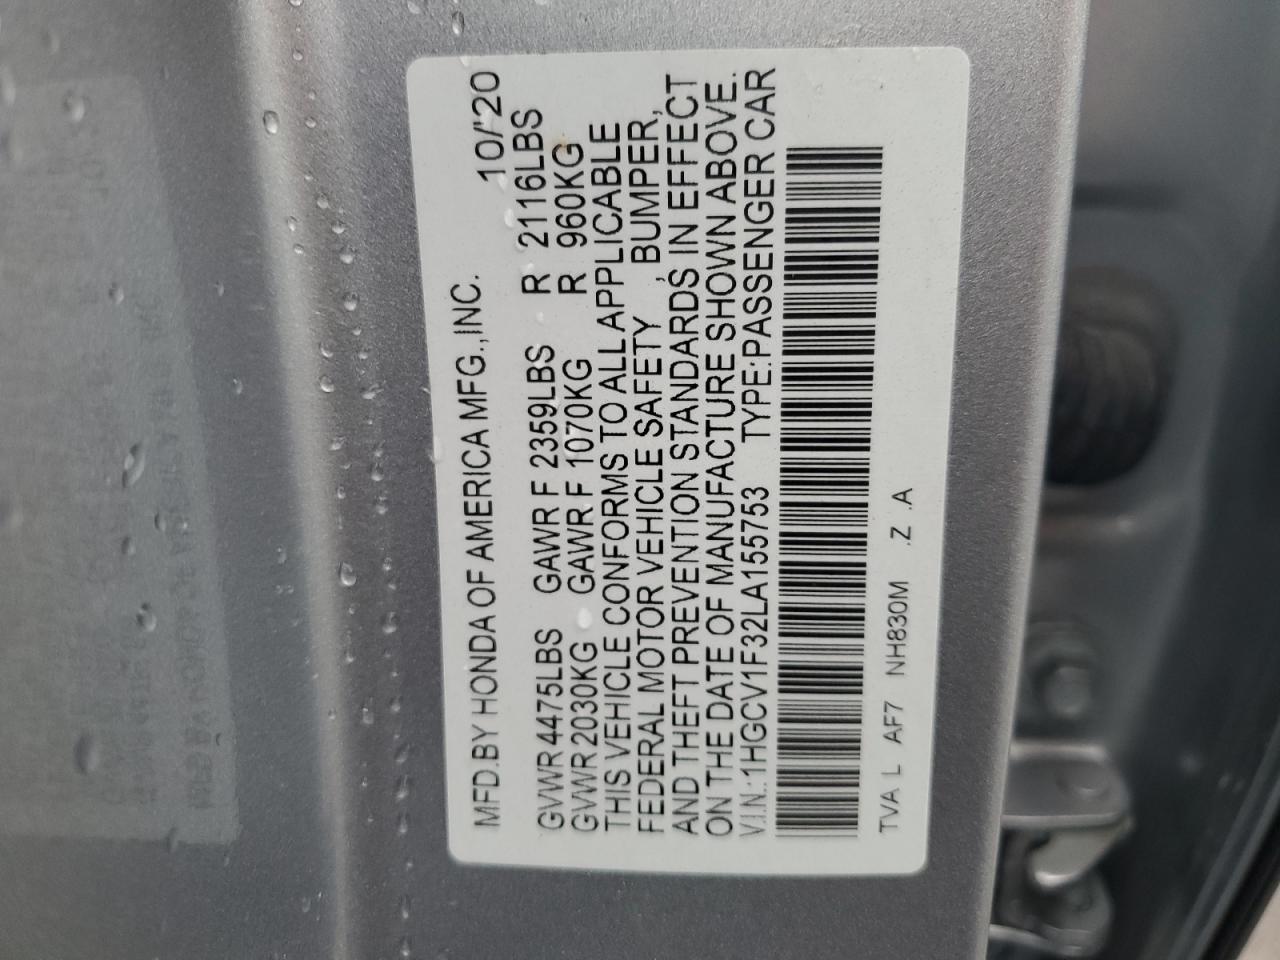 MFD.BY HONDA OF AMERICA MFG.,INC. 10/'20
GVWR 4475LBS GAWR F 2359LBS R 2116LBS
GVWR 2030KG GAWR F 1070KG R 960KG
THIS VEHICLE CONFORMS TO ALL APPLICABLE
FEDERAL MOTOR VEHICLE SAFETY , BUMPER,
AND THEFT PREVENTION STANDARDS IN EFFECT
ON THE DATE OF MANUFACTURE SHOWN ABOVE.
V.I.N.:1HGCV1F32LA155753 TYPE:PASSENGER CAR
TVA L AF7 NH830M .Z .A